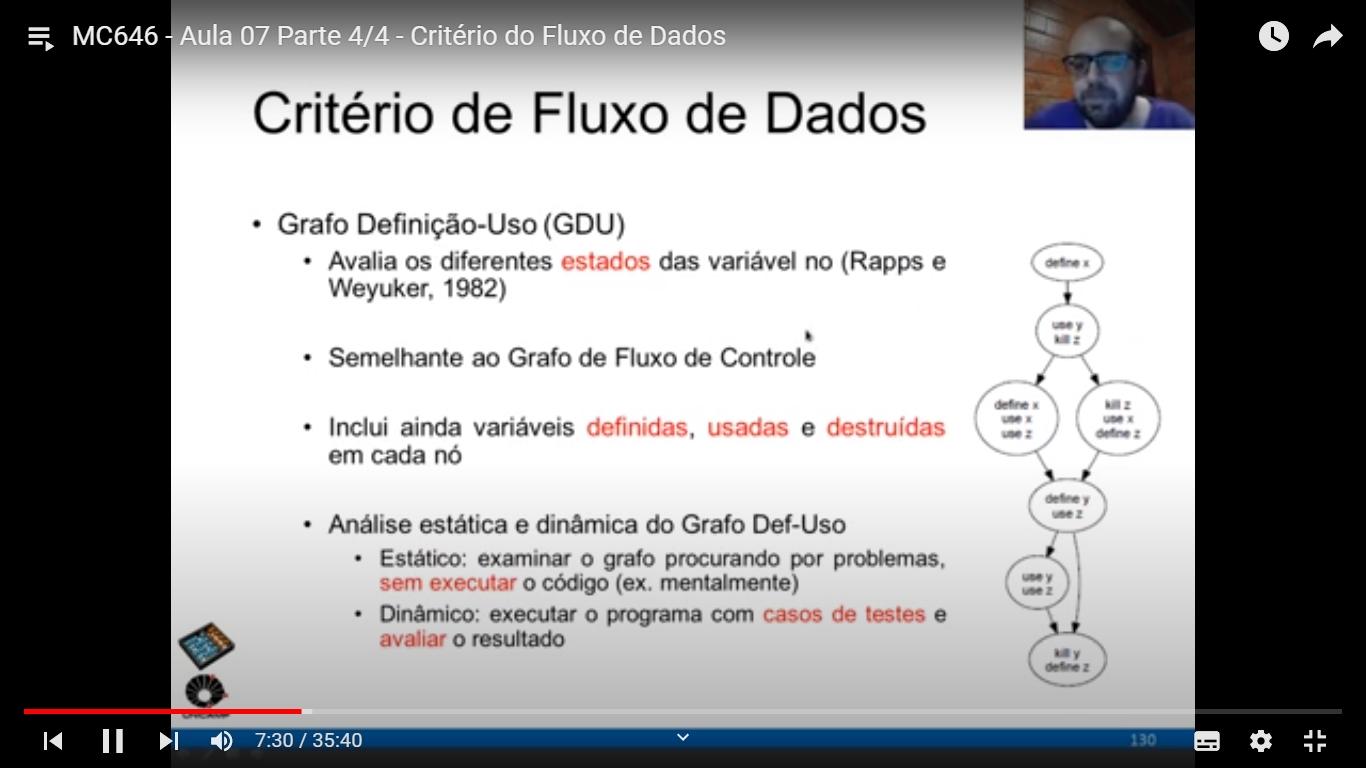 MC646 - Aula 07 Parte 4/4 - Critério do Fluxo de Dados
Critério de Fluxo de Dados
• Grafo Definição-Uso (GDU)
• Avalia os diferentes estados das variável no (Rapps e
Weyuker, 1982)
• Semelhante ao Grafo de Fluxo de Controle
• Inclui ainda variáveis definidas, usadas e destruídas
em cada nó
• Análise estática e dinâmica do Grafo Def-Uso
• Estático: examinar o grafo procurando por problemas,
sem executar o código (ex. mentalmente)
• Dinâmico: executar o programa com casos de testes e
avaliar o resultado
define x
use y
kill z
define x
use x
use z
kill z
use x
define z
define y
use z
use y
use z
kill y
define z
UNICAMP
7:30 / 35:40
130